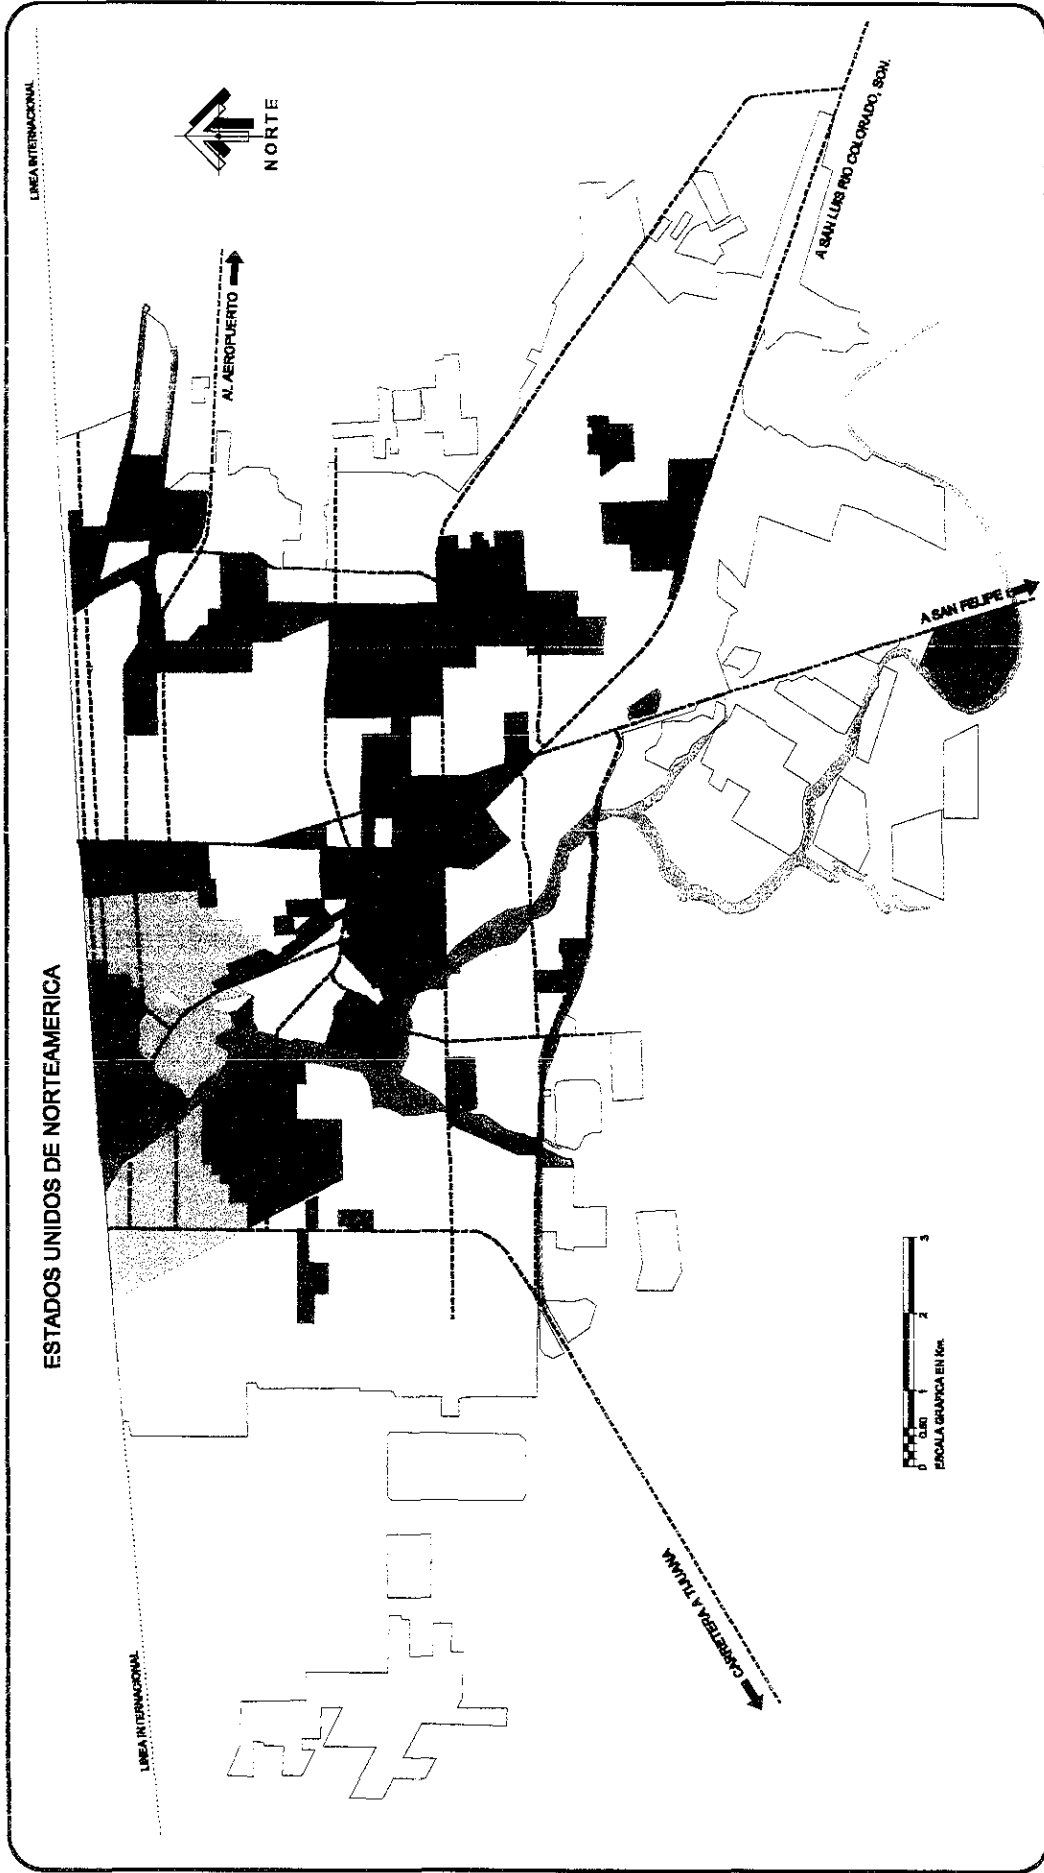 LINEA INTERNACIONAL
ESTADOS UNIDOS DE NORTEAMERICA
LINEA INTERNACIONAL
NORTE
AL AEROPUERTO
A SAN LUIS RIO COLORADO, SON.
A SAN FELIPE
CARRETERA A TIJUANA
0 0.50 1 2 3
ESCALA GRAFICA EN Km.